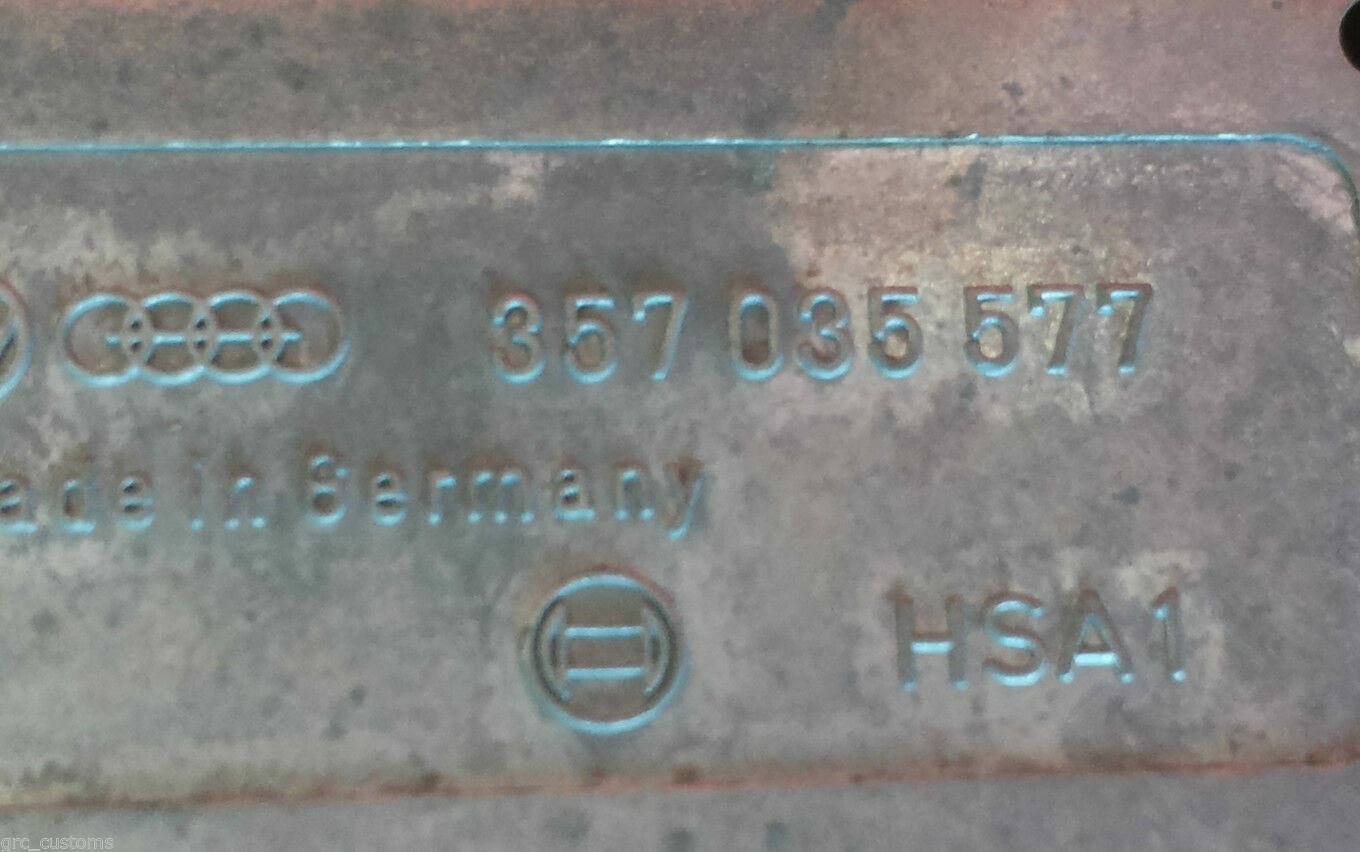 357 035 577
ade in Germany
HSA1
grc_customs